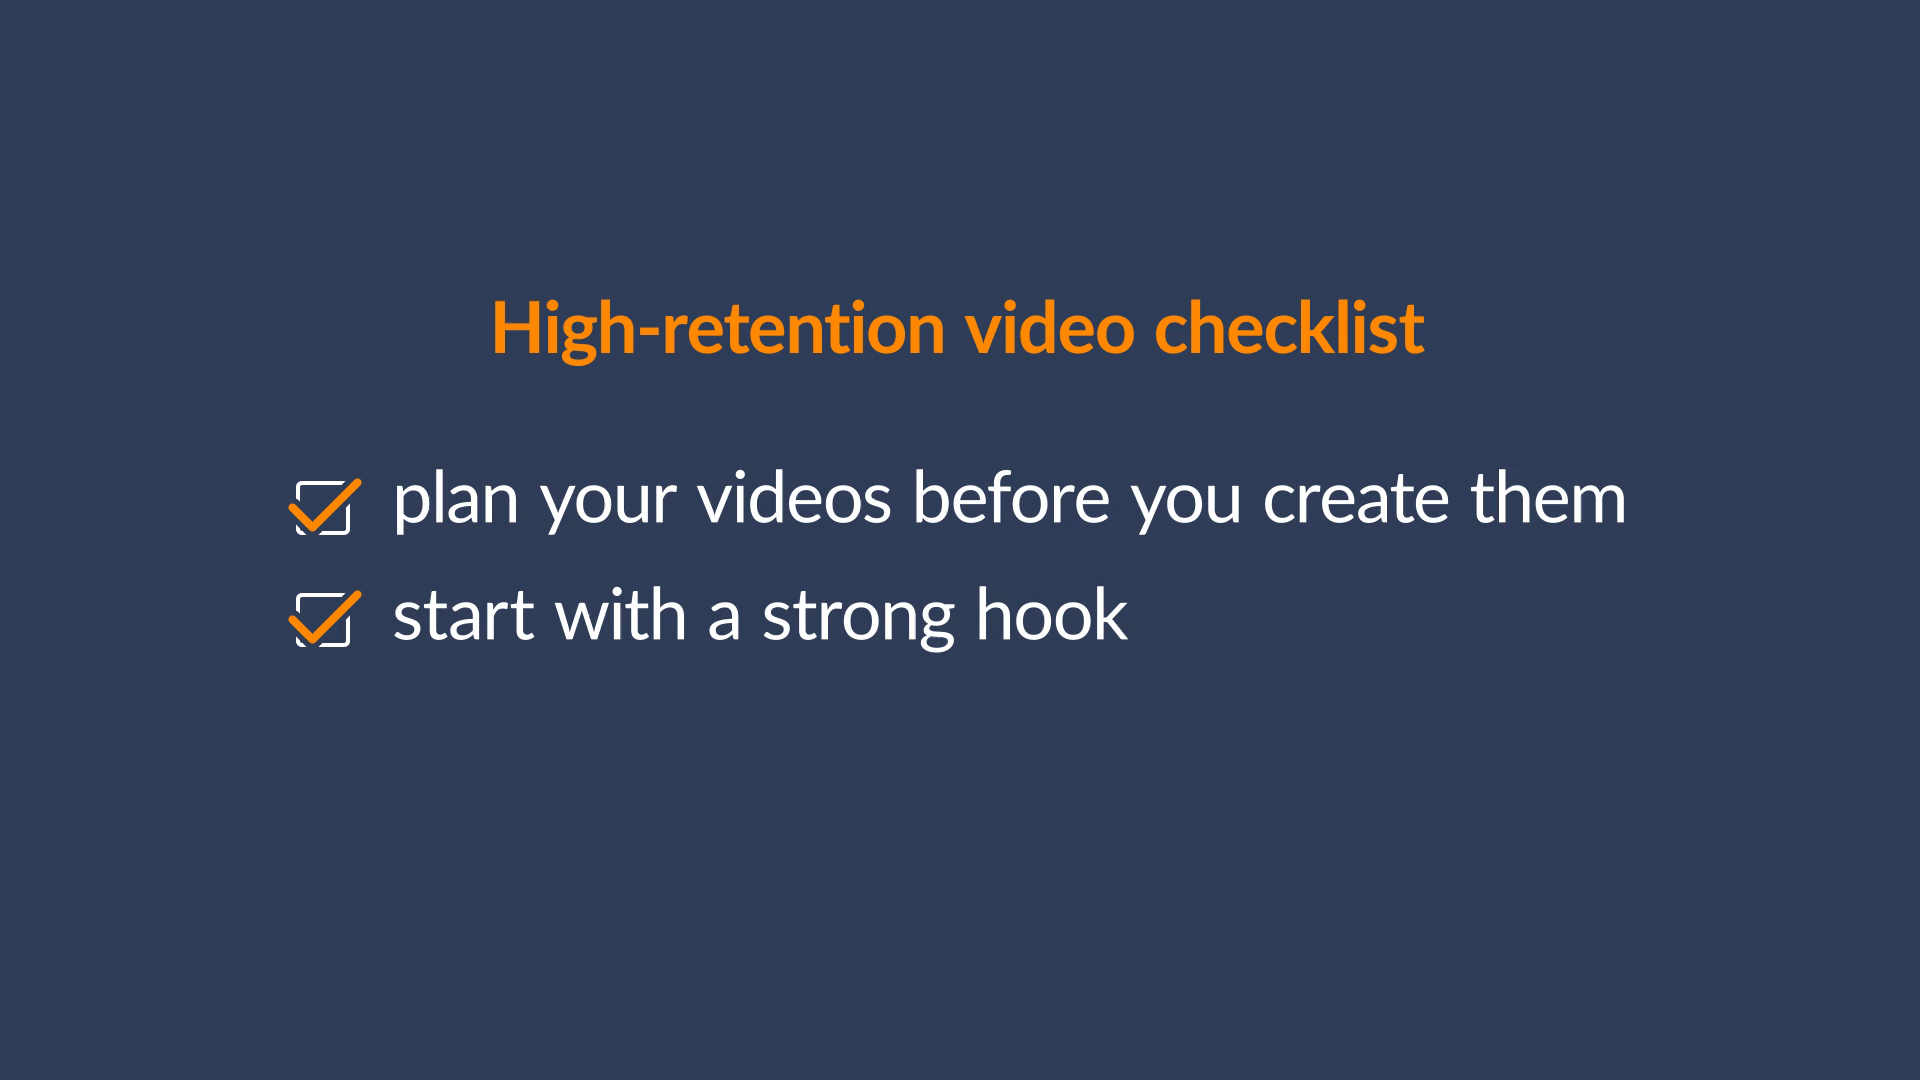 High-retention video checklist
plan your videos before you create them
start with a strong hook